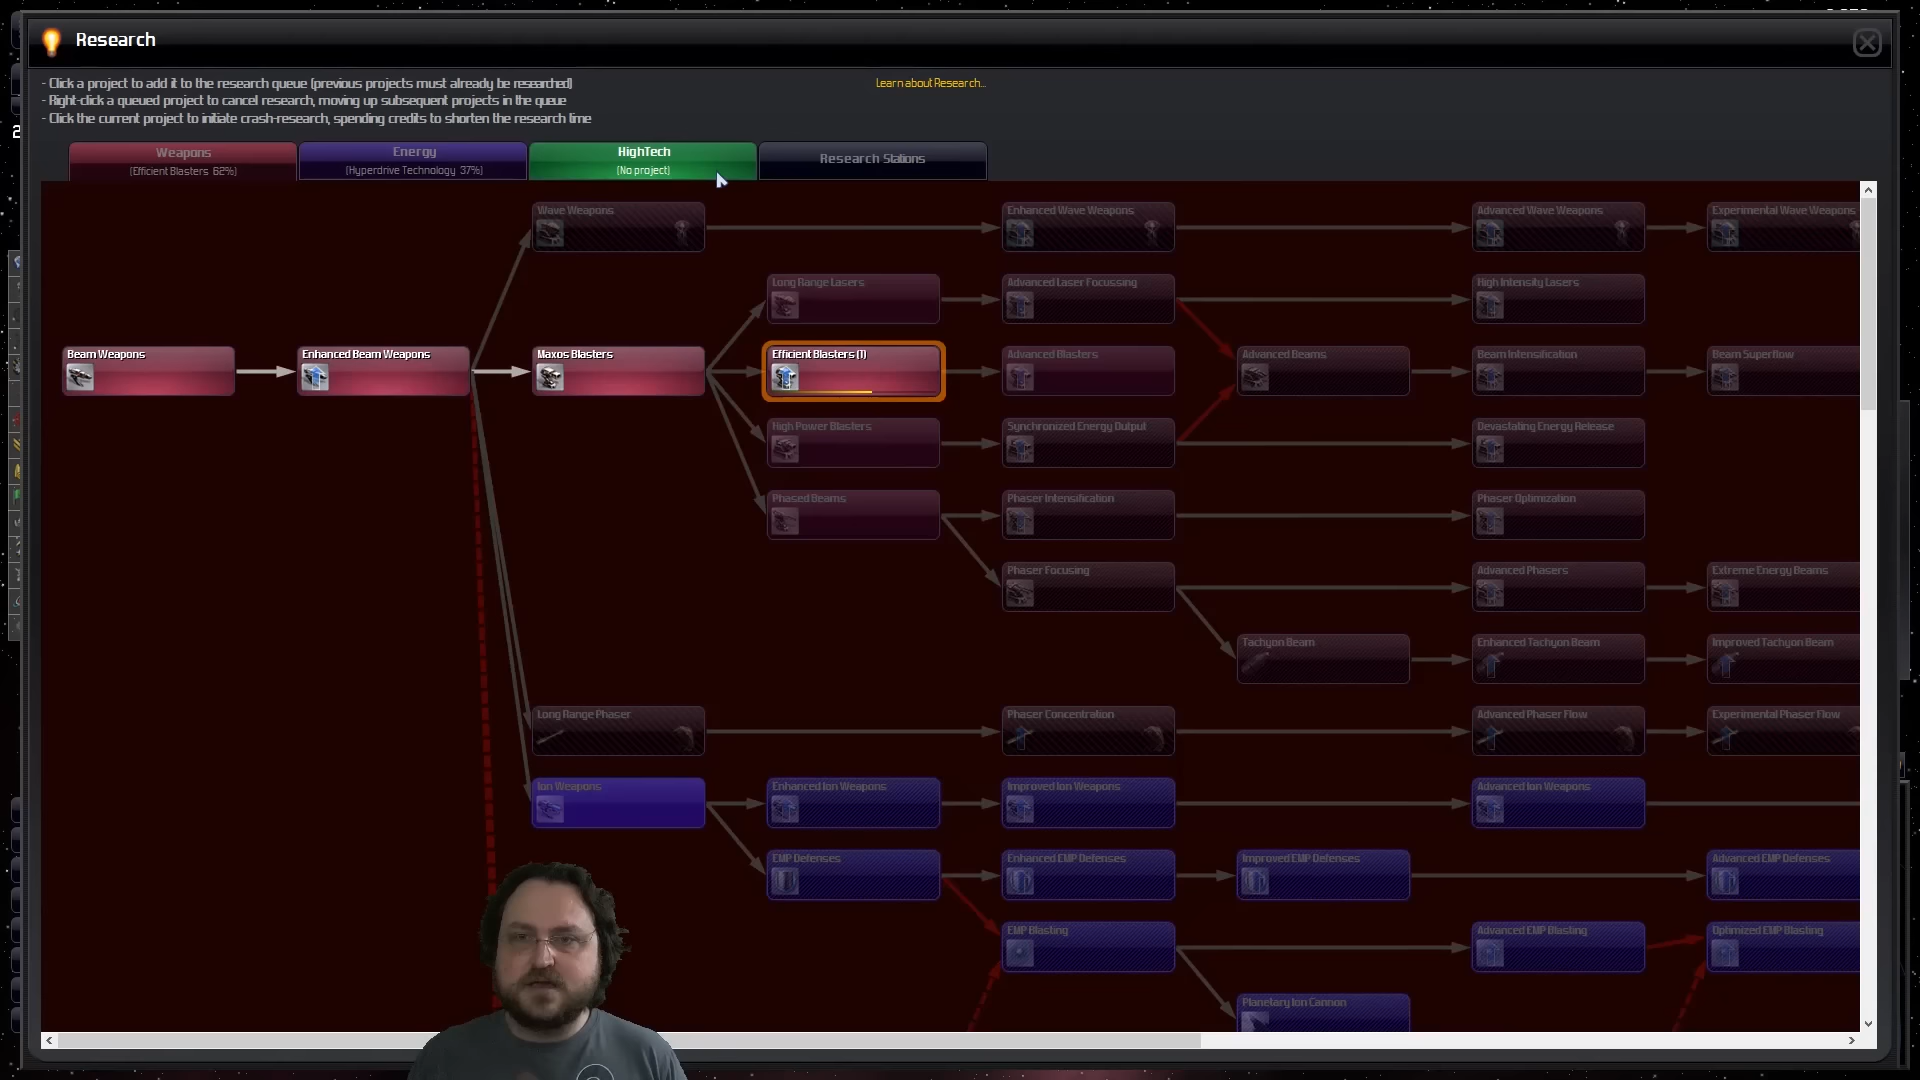 Research
- Click a project to add it to the research queue (previous projects must already be researched)
- Right-click a queued project to cancel research, moving up subsequent projects in the queue
- Click the current project to initiate crash-research, spending credits to shorten the research time
Learn about Research...
Weapons
(Efficient Blasters 62%)
Energy
(Hyperdrive Technology 37%)
HighTech
(No project)
Research Stations
Wave Weapons
Enhanced Wave Weapons
Advanced Wave Weapons
Experimental Wave Weapons
Long Range Lasers
Advanced Laser Focussing
High Intensity Lasers
Beam Weapons
Enhanced Beam Weapons
Maxos Blasters
Efficient Blasters (1)
Advanced Blasters
Advanced Beams
Beam Intensification
Beam Superflow
High Power Blasters
Synchronized Energy Output
Devastating Energy Release
Phased Beams
Phaser Intensification
Phaser Optimization
Phaser Focusing
Advanced Phasers
Extreme Energy Beams
Tachyon Beam
Enhanced Tachyon Beam
Improved Tachyon Beam
Long Range Phaser
Phaser Concentration
Advanced Phaser Flow
Experimental Phaser Flow
Ion Weapons
Enhanced Ion Weapons
Improved Ion Weapons
Advanced Ion Weapons
EMP Defenses
Enhanced EMP Defenses
Improved EMP Defenses
Advanced EMP Defenses
EMP Blasting
Advanced EMP Blasting
Optimized EMP Blasting
Planetary Ion Cannon